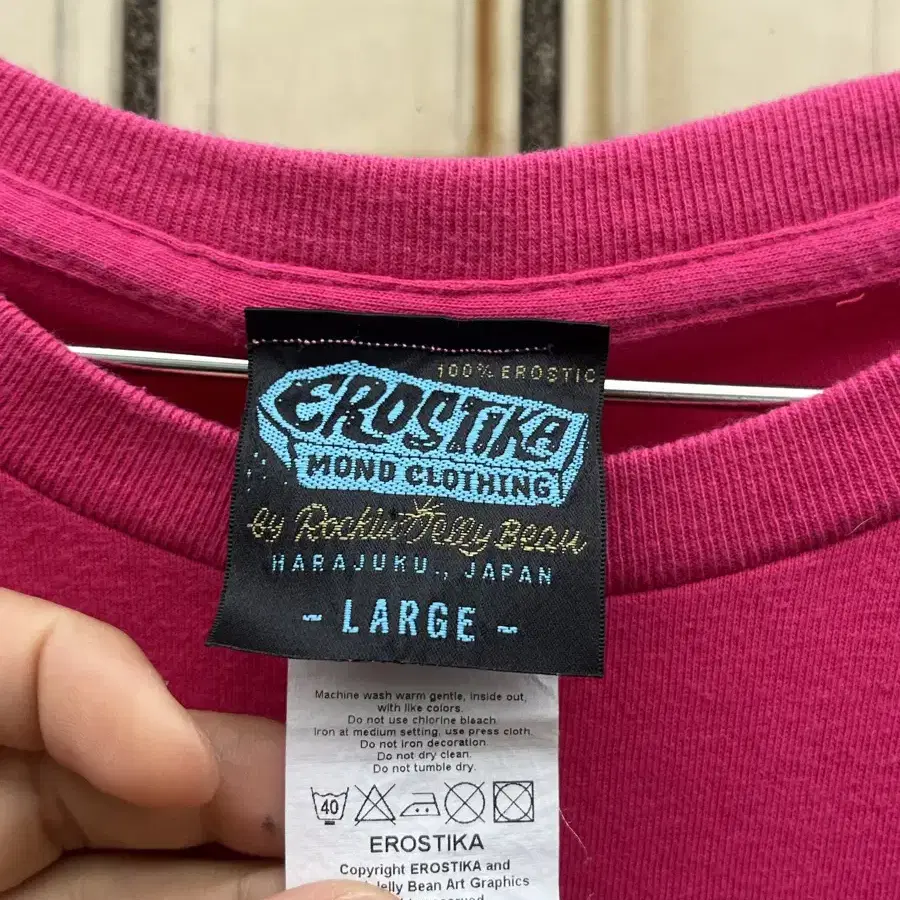 100% EROSTIC
EROSTIKA
MONO CLOTHING
by Rockin' Jelly Bean
HARAJUKU., JAPAN
- LARGE -
Machine wash warm gentle, inside out,
with like colors.
Do not use chlorine bleach.
Iron at medium setting, use press cloth.
Do not iron decoration.
Do not dry clean.
Do not tumble dry.
40
EROSTIKA
Copyright EROSTIKA and
Jelly Bean Art Graphics